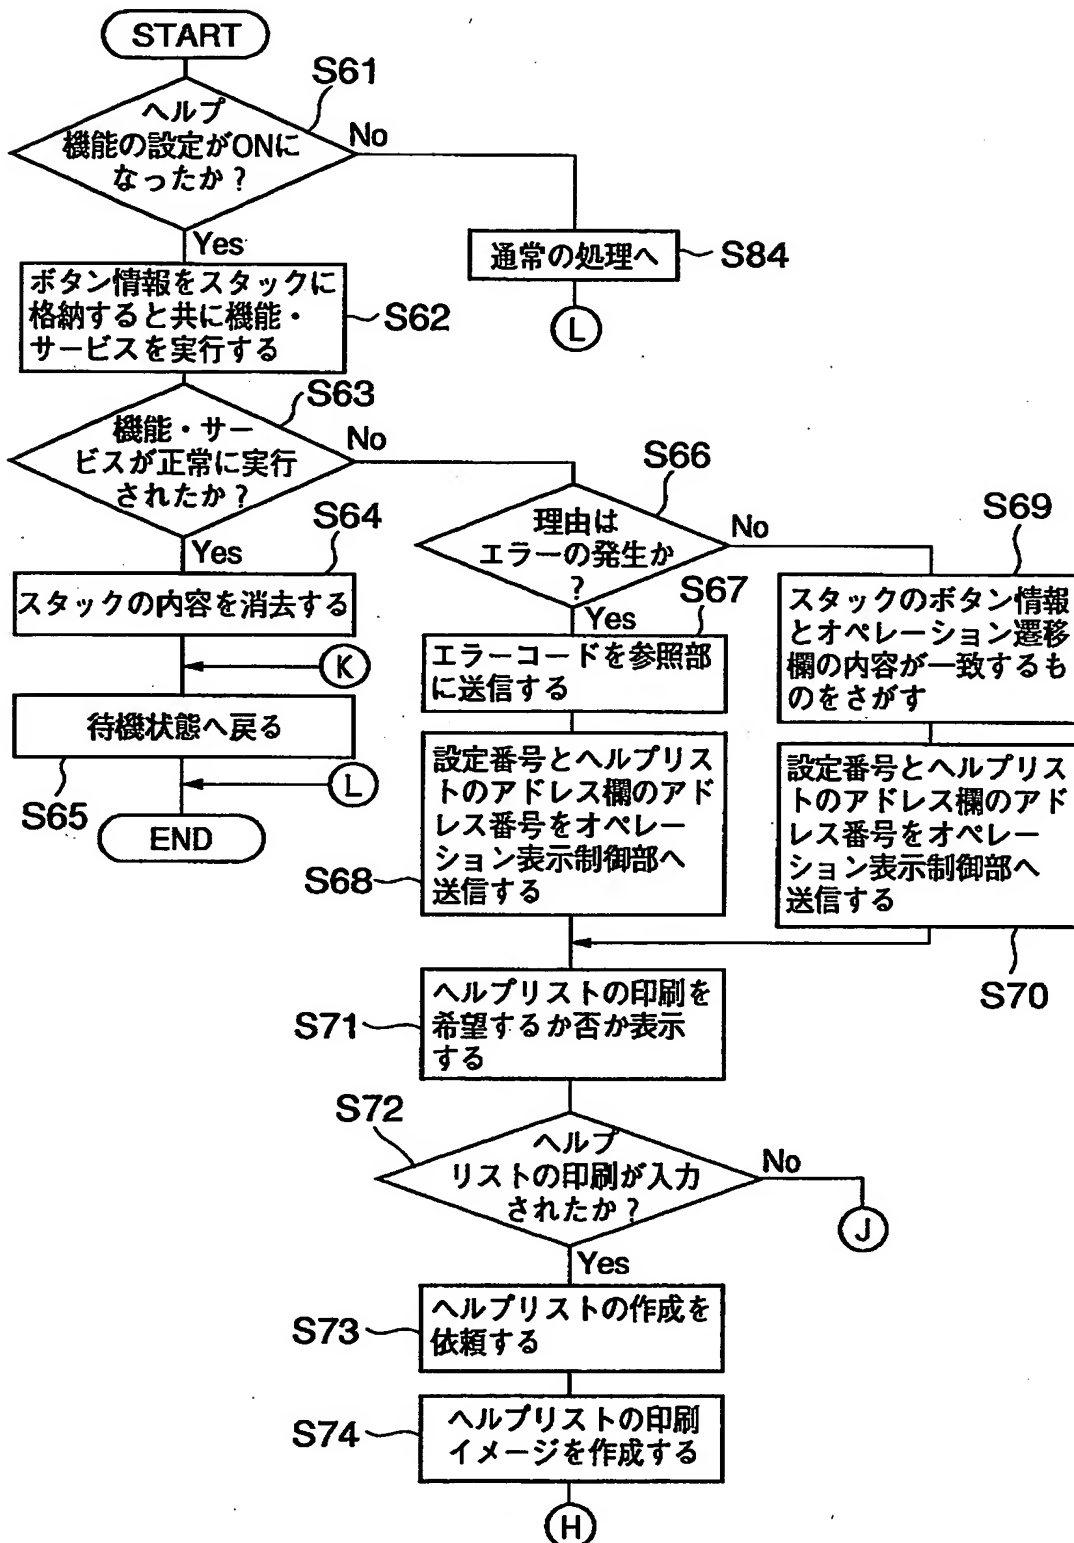 START
S61
ヘルプ
機能の設定がONに
なったか？
No
Yes
通常の処理へ
S84
L
ボタン情報をスタックに
格納すると共に機能・
サービスを実行する
S62
S63
機能・サー
ビスが正常に実行
されたか？
No
Yes
S64
スタックの内容を消去する
K
待機状態へ戻る
S65
L
END
S66
理由は
エラーの発生か
？
No
Yes
S67
エラーコードを参照部
に送信する
設定番号とヘルプリス
トのアドレス欄のアド
レス番号をオペレー
ション表示制御部へ
送信する
S68
S69
スタックのボタン情報
とオペレーション遷移
欄の内容が一致するも
のをさがす
設定番号とヘルプリス
トのアドレス欄のアド
レス番号をオペレー
ション表示制御部へ
送信する
S70
ヘルプリストの印刷を
希望するか否か表示
する
S71
S72
ヘルプ
リストの印刷が入力
されたか？
No
J
Yes
ヘルプリストの作成を
依頼する
S73
ヘルプリストの印刷
イメージを作成する
S74
H